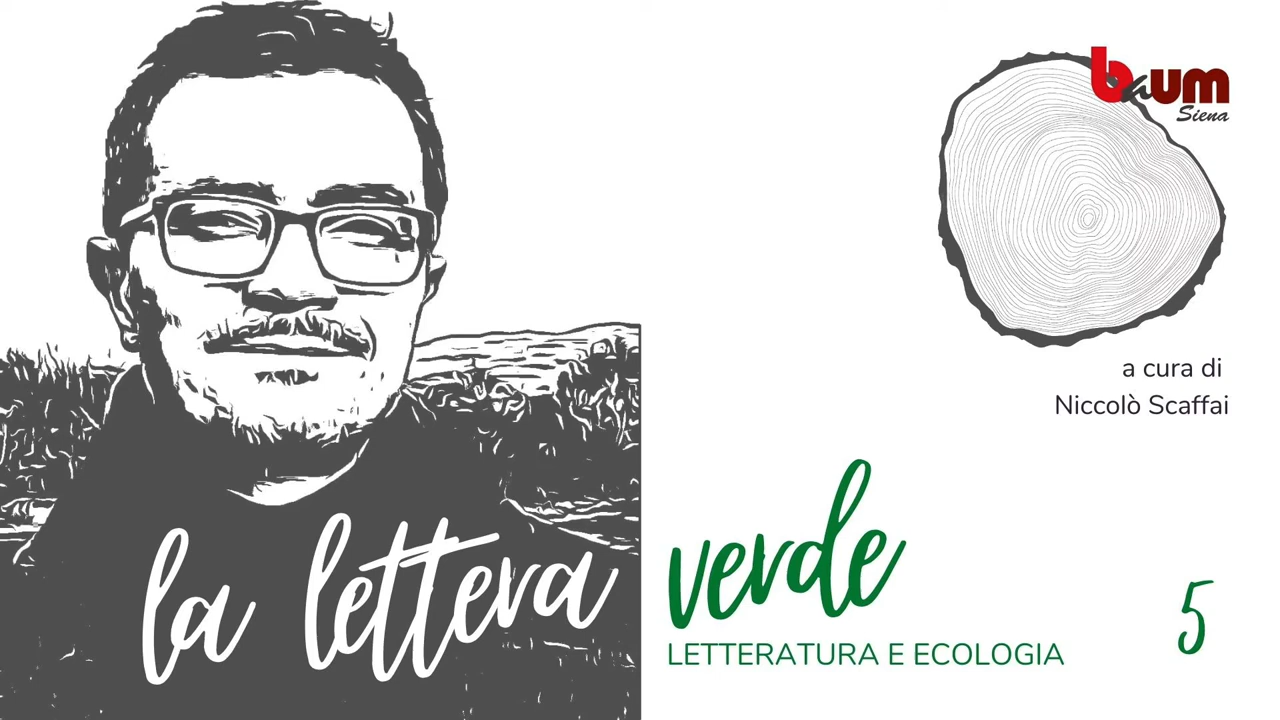 baum
Siena
a cura di
Niccolò Scaffai
la lettera verde
LETTERATURA E ECOLOGIA
5